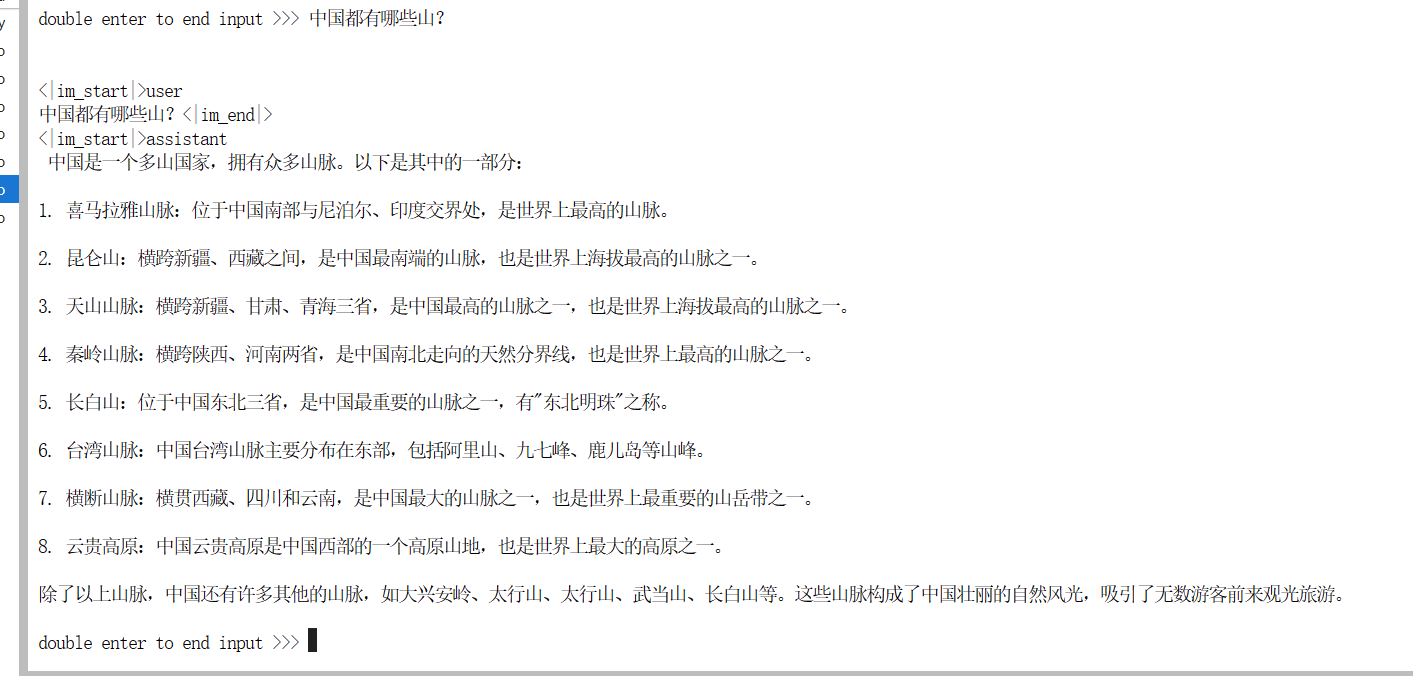 double enter to end input >>> 中国都有哪些山？
<|im_start|>user
中国都有哪些山？<|im_end|>
<|im_start|>assistant
中国是一个多山国家，拥有众多山脉。以下是其中的一部分：
1. 喜马拉雅山脉：位于中国南部与尼泊尔、印度交界处，是世界上最高的山脉。
2. 昆仑山：横跨新疆、西藏之间，是中国最南端的山脉，也是世界上海拔最高的山脉之一。
3. 天山山脉：横跨新疆、甘肃、青海三省，是中国最高的山脉之一，也是世界上海拔最高的山脉之一。
4. 秦岭山脉：横跨陕西、河南两省，是中国南北走向的天然分界线，也是世界上最高的山脉之一。
5. 长白山：位于中国东北三省，是中国最重要的山脉之一，有"东北明珠"之称。
6. 台湾山脉：中国台湾山脉主要分布在东部，包括阿里山、九七峰、鹿儿岛等山峰。
7. 横断山脉：横贯西藏、四川和云南，是中国最大的山脉之一，也是世界上最重要的山岳带之一。
8. 云贵高原：中国云贵高原是中国西部的一个高原山地，也是世界上最大的高原之一。
除了以上山脉，中国还有许多其他的山脉，如大兴安岭、太行山、太行山、武当山、长白山等。这些山脉构成了中国壮丽的自然风光，吸引了无数游客前来观光旅游。
double enter to end input >>>